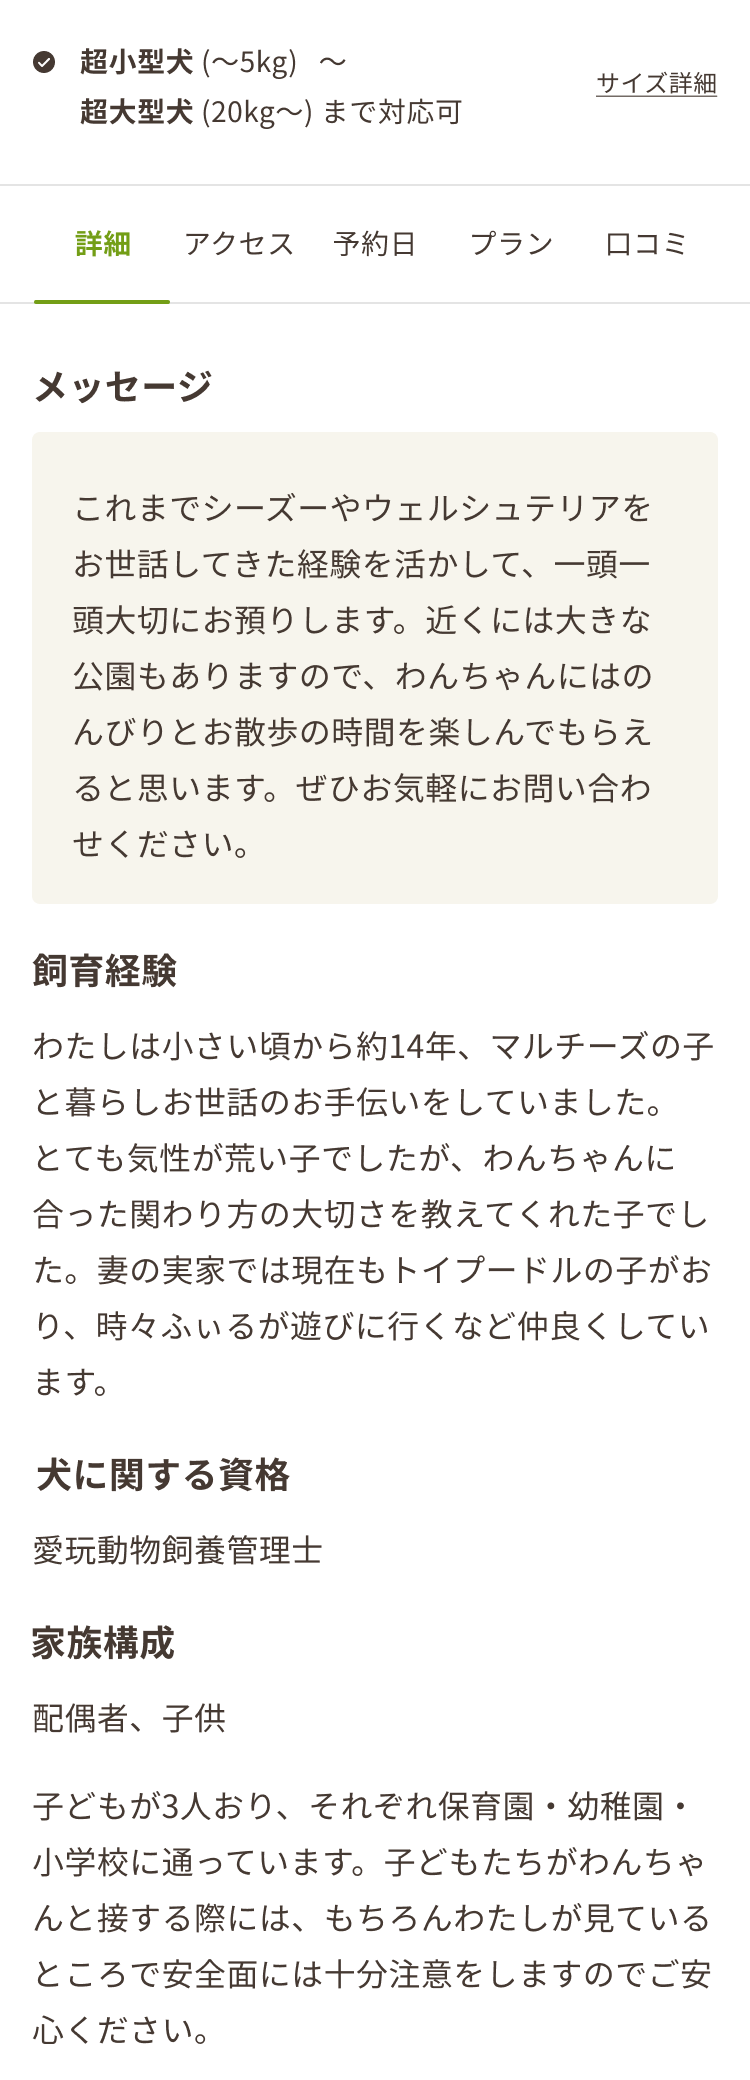 超小型犬 (〜5kg) 〜
超大型犬 (20kg〜) まで対応可
サイズ詳細
詳細 アクセス 予約日 プラン 口コミ
メッセージ
これまでシーズーやウェルシュテリアを
お世話してきた経験を活かして、一頭一
頭大切にお預りします。近くには大きな
公園もありますので、わんちゃんにはの
んびりとお散歩の時間を楽しんでもらえ
ると思います。ぜひお気軽にお問い合わ
せください。
飼育経験
わたしは小さい頃から約14年、マルチーズの子
と暮らしお世話のお手伝いをしていました。
とても気性が荒い子でしたが、わんちゃんに
合った関わり方の大切さを教えてくれた子でし
た。妻の実家では現在もトイプードルの子がお
り、時々ふぃるが遊びに行くなど仲良くしてい
ます。
犬に関する資格
愛玩動物飼養管理士
家族構成
配偶者、子供
子どもが3人おり、それぞれ保育園・幼稚園・
小学校に通っています。子どもたちがわんちゃ
んと接する際には、もちろんわたしが見ている
ところで安全面には十分注意をしますのでご安
心ください。